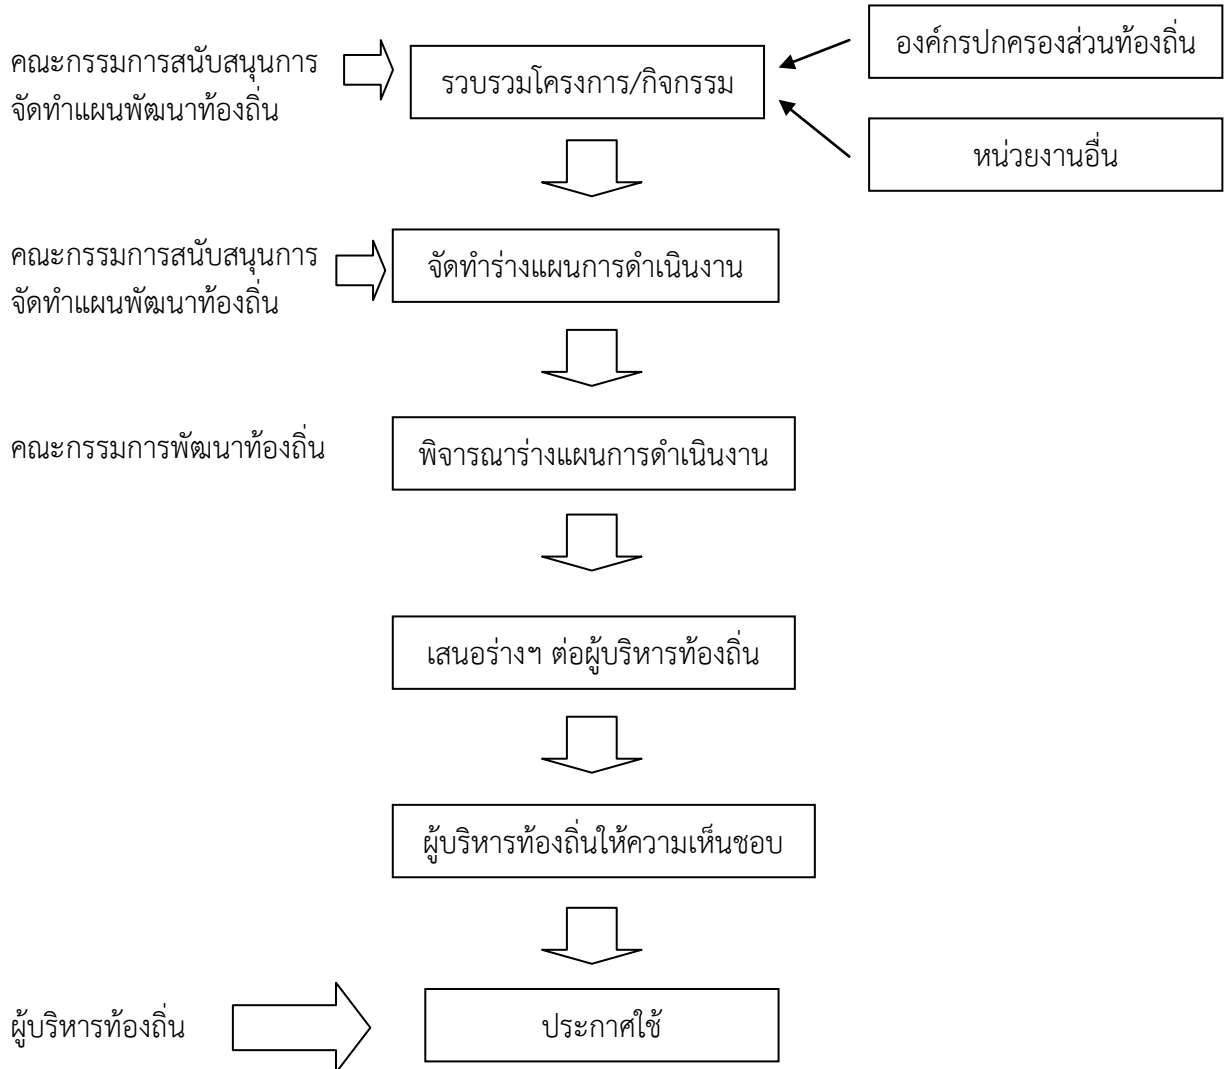 คณะกรรมการสนับสนุนการ
จัดทำแผนพัฒนาท้องถิ่น
รวบรวมโครงการ/กิจกรรม
องค์กรปกครองส่วนท้องถิ่น
หน่วยงานอื่น
คณะกรรมการสนับสนุนการ
จัดทำแผนพัฒนาท้องถิ่น
จัดทำร่างแผนการดำเนินงาน
คณะกรรมการพัฒนาท้องถิ่น
พิจารณาร่างแผนการดำเนินงาน
เสนอร่างฯ ต่อผู้บริหารท้องถิ่น
ผู้บริหารท้องถิ่นให้ความเห็นชอบ
ผู้บริหารท้องถิ่น
ประกาศใช้